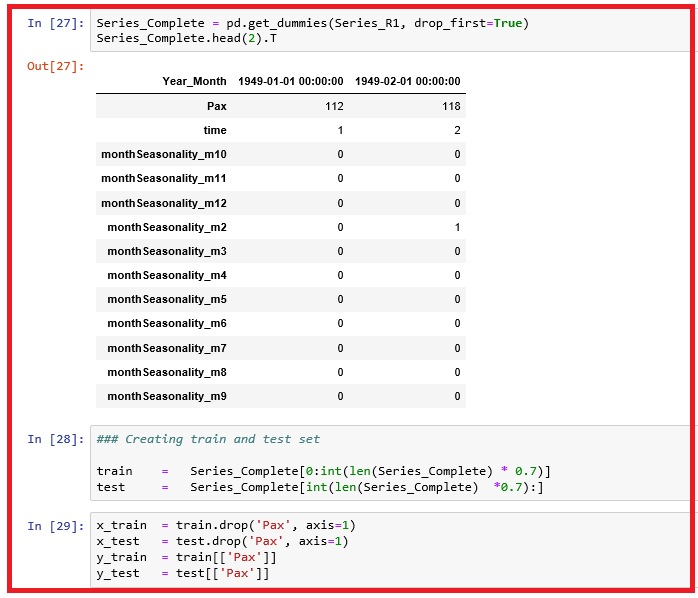 In [27]: Series_Complete = pd.get_dummies(Series_R1, drop_first=True)
Series_Complete.head(2).T
Out[27]:
Year_Month 1949-01-01 00:00:00 1949-02-01 00:00:00
Pax 112 118
time 1 2
monthSeasonality_m10 0 0
monthSeasonality_m11 0 0
monthSeasonality_m12 0 0
monthSeasonality_m2 0 1
monthSeasonality_m3 0 0
monthSeasonality_m4 0 0
monthSeasonality_m5 0 0
monthSeasonality_m6 0 0
monthSeasonality_m7 0 0
monthSeasonality_m8 0 0
monthSeasonality_m9 0 0
In [28]: ### Creating train and test set
train = Series_Complete[0:int(len(Series_Complete) * 0.7)]
test = Series_Complete[int(len(Series_Complete) *0.7):]
In [29]: x_train = train.drop('Pax', axis=1)
x_test = test.drop('Pax', axis=1)
y_train = train[['Pax']]
y_test = test[['Pax']]